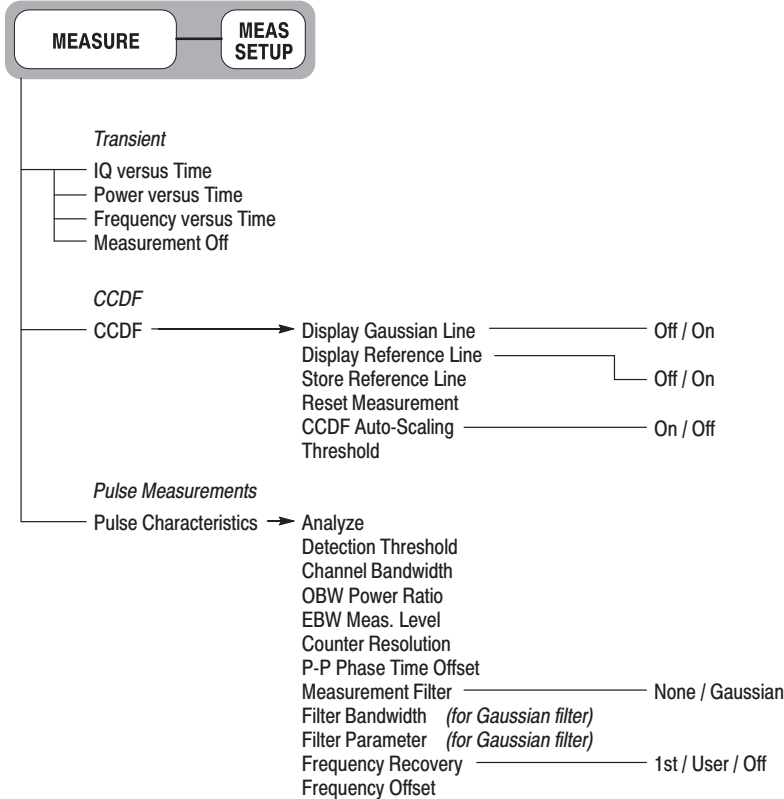 MEASURE
MEAS
SETUP
Transient
IQ versus Time
Power versus Time
Frequency versus Time
Measurement Off
CCDF
CCDF
Display Gaussian Line Off / On
Display Reference Line
Store Reference Line Off / On
Reset Measurement
CCDF Auto-Scaling On / Off
Threshold
Pulse Measurements
Pulse Characteristics Analyze
Detection Threshold
Channel Bandwidth
OBW Power Ratio
EBW Meas. Level
Counter Resolution
P-P Phase Time Offset
Measurement Filter None / Gaussian
Filter Bandwidth (for Gaussian filter)
Filter Parameter (for Gaussian filter)
Frequency Recovery 1st / User / Off
Frequency Offset